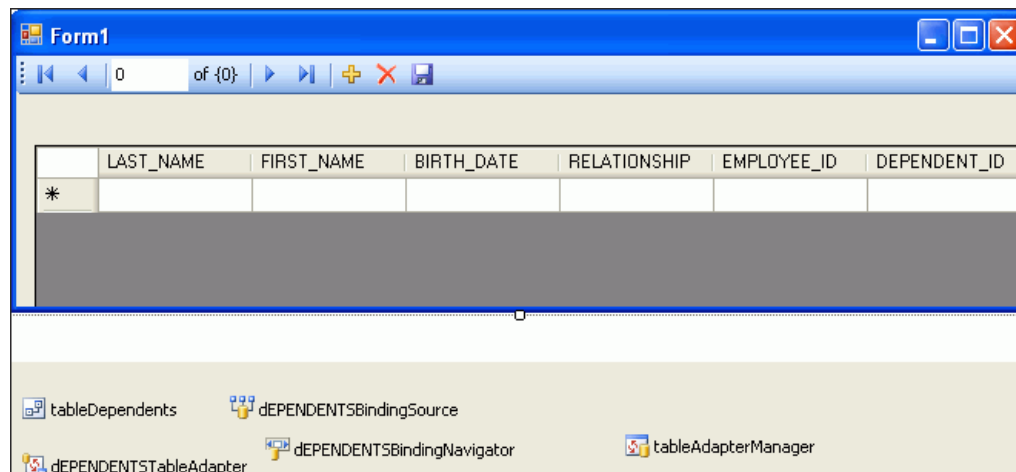 Form1
0 of {0}
LAST_NAME FIRST_NAME BIRTH_DATE RELATIONSHIP EMPLOYEE_ID DEPENDENT_ID
tableDependents dEPENDENTSBindingSource
dEPENDENTSTableAdapter dEPENDENTSBindingNavigator tableAdapterManager